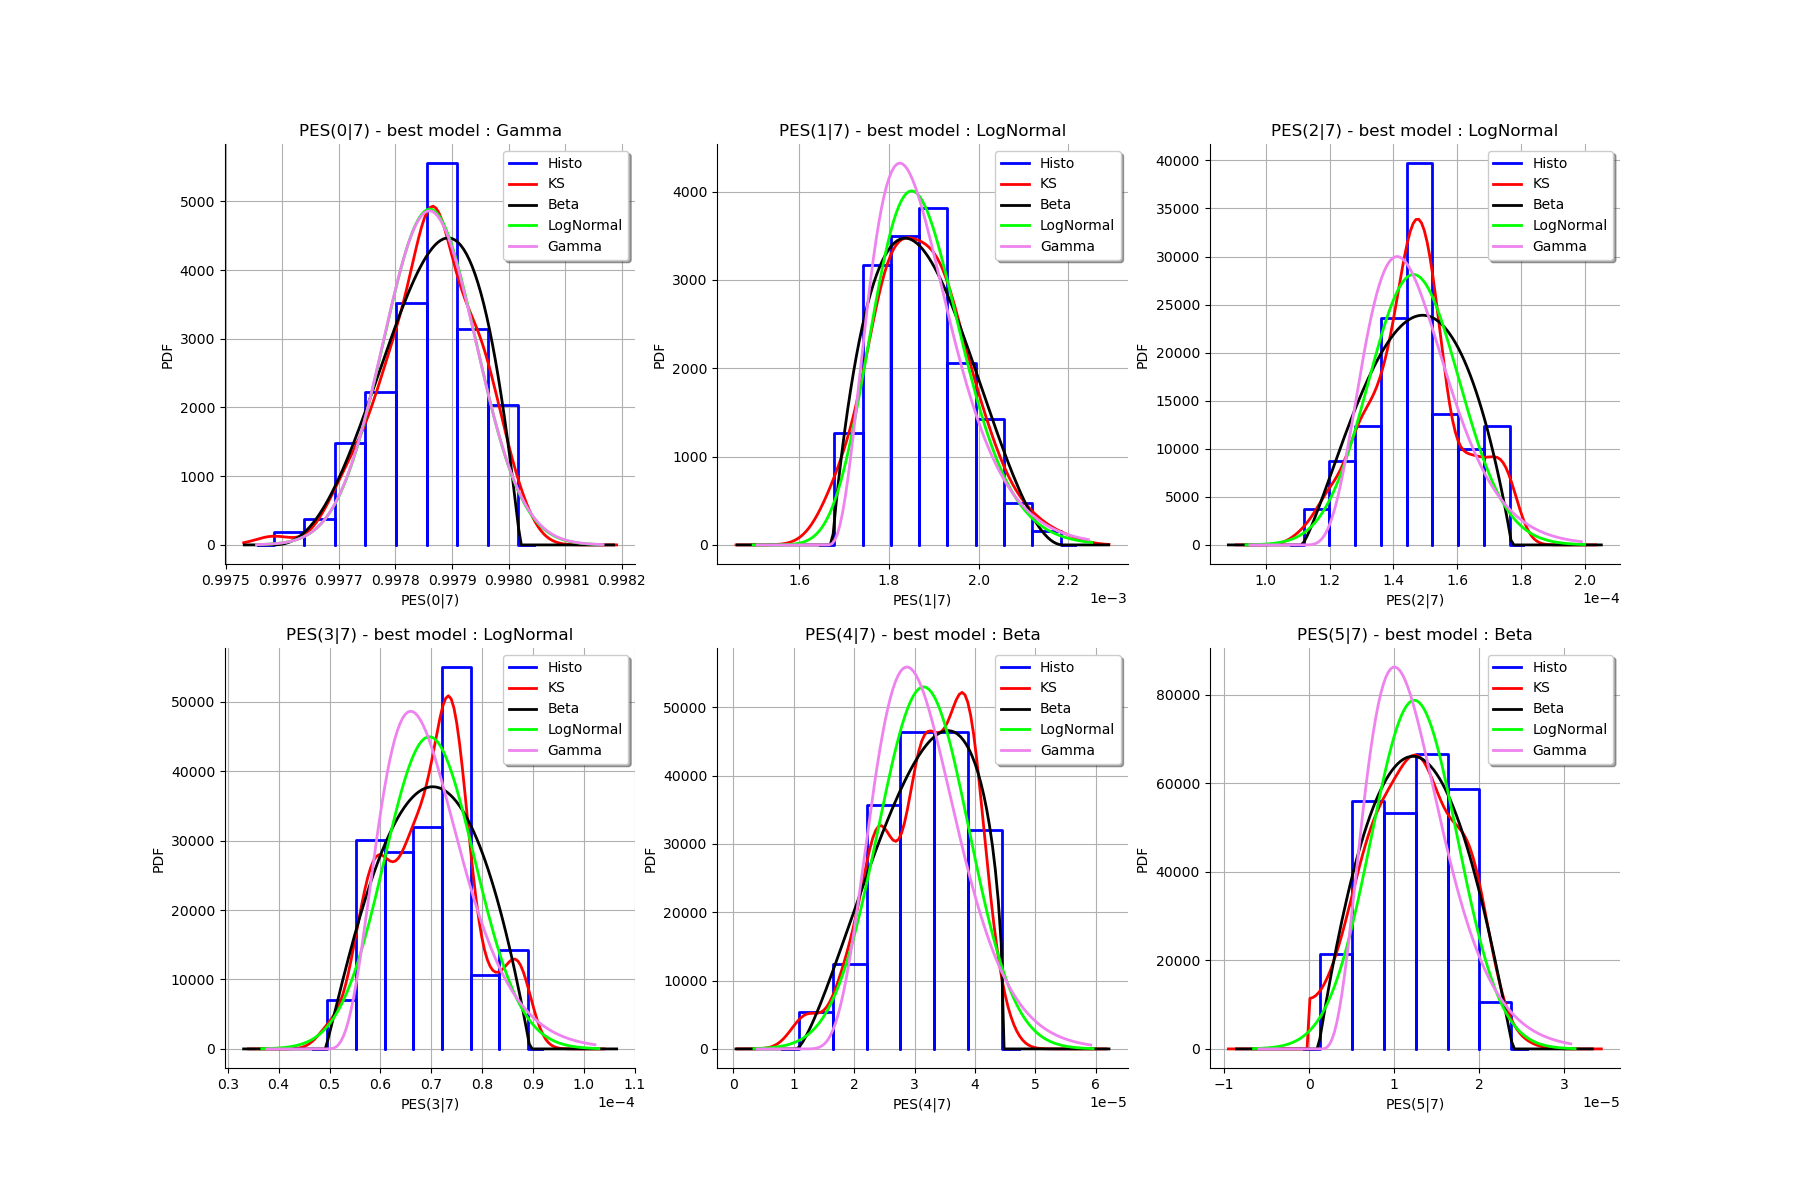 PES(0|7) - best model : Gamma
PDF
5000
4000
3000
2000
1000
0
Histo
KS
Beta
LogNormal
Gamma
0.9975 0.9976 0.9977 0.9978 0.9979 0.9980 0.9981 0.9982
PES(0|7)
PES(1|7) - best model : LogNormal
PDF
4000
3000
2000
1000
0
Histo
KS
Beta
LogNormal
Gamma
1.6 1.8 2.0 2.2
PES(1|7)
1e−3
PES(2|7) - best model : LogNormal
PDF
40000
35000
30000
25000
20000
15000
10000
5000
0
Histo
KS
Beta
LogNormal
Gamma
1.0 1.2 1.4 1.6 1.8 2.0
PES(2|7)
1e−4
PES(3|7) - best model : LogNormal
PDF
50000
40000
30000
20000
10000
0
Histo
KS
Beta
LogNormal
Gamma
0.3 0.4 0.5 0.6 0.7 0.8 0.9 1.0 1.1
PES(3|7)
1e−4
PES(4|7) - best model : Beta
PDF
50000
40000
30000
20000
10000
0
Histo
KS
Beta
LogNormal
Gamma
0 1 2 3 4 5 6
PES(4|7)
1e−5
PES(5|7) - best model : Beta
PDF
80000
60000
40000
20000
0
Histo
KS
Beta
LogNormal
Gamma
−1 0 1 2 3
PES(5|7)
1e−5